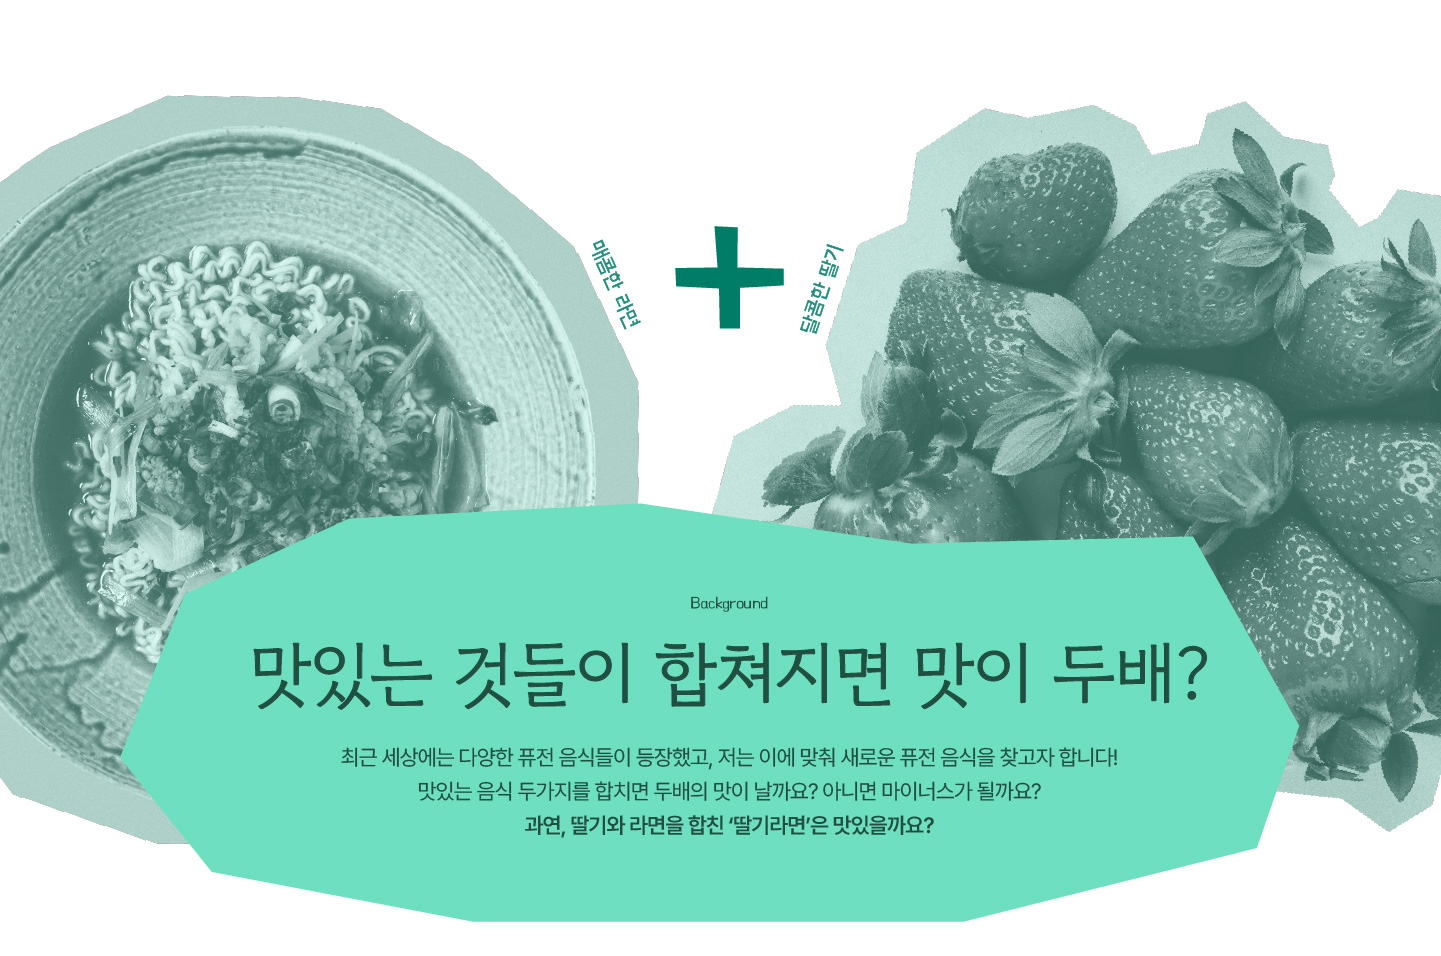 매콤한 라면
달콤한 딸기
Background
맛있는 것들이 합쳐지면 맛이 두배?
최근 세상에는 다양한 퓨전 음식들이 등장했고, 저는 이에 맞춰 새로운 퓨전 음식을 찾고자 합니다!
맛있는 음식 두가지를 합치면 두배의 맛이 날까요? 아니면 마이너스가 될까요?
과연, 딸기와 라면을 합친 ‘딸기라면’은 맛있을까요?